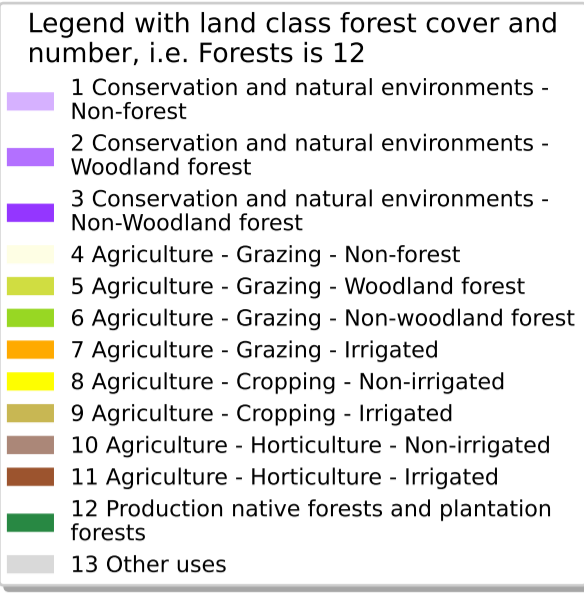 Legend with land class forest cover and
number, i.e. Forests is 12
1 Conservation and natural environments -
Non-forest
2 Conservation and natural environments -
Woodland forest
3 Conservation and natural environments -
Non-Woodland forest
4 Agriculture - Grazing - Non-forest
5 Agriculture - Grazing - Woodland forest
6 Agriculture - Grazing - Non-woodland forest
7 Agriculture - Grazing - Irrigated
8 Agriculture - Cropping - Non-irrigated
9 Agriculture - Cropping - Irrigated
10 Agriculture - Horticulture - Non-irrigated
11 Agriculture - Horticulture - Irrigated
12 Production native forests and plantation
forests
13 Other uses